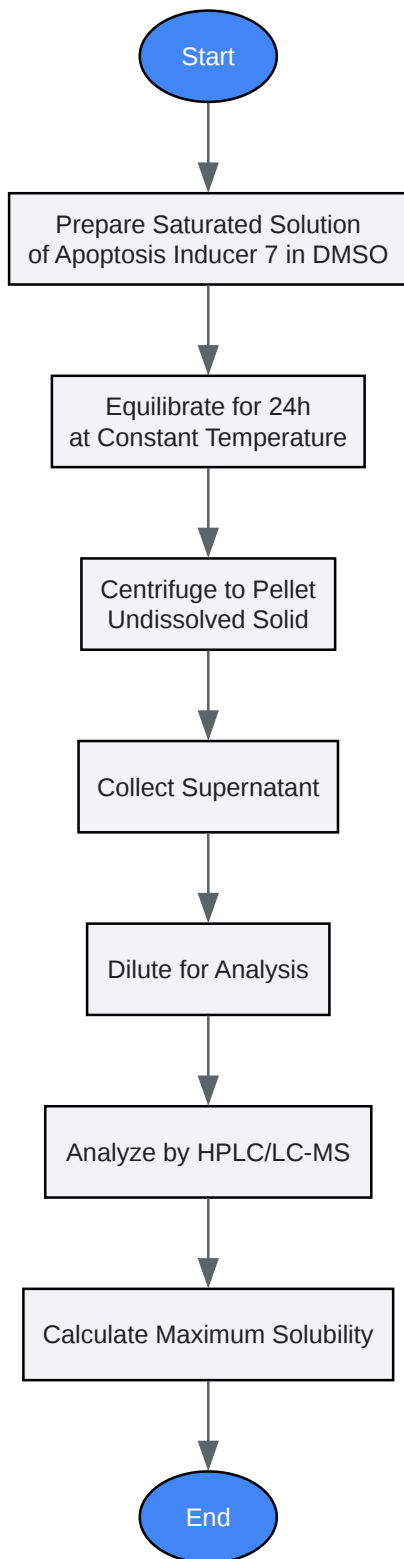 Start
Prepare Saturated Solution
of Apoptosis Inducer 7 in DMSO
Equilibrate for 24h
at Constant Temperature
Centrifuge to Pellet
Undissolved Solid
Collect Supernatant
Dilute for Analysis
Analyze by HPLC/LC-MS
Calculate Maximum Solubility
End